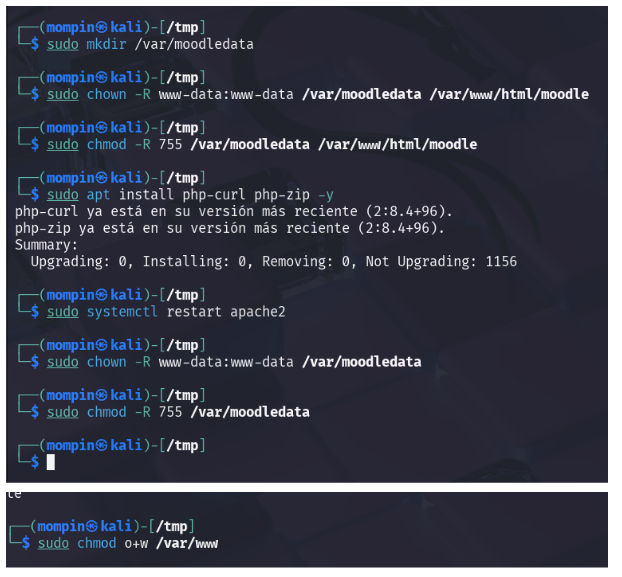 ┌──(mompin㉿kali)-[/tmp]
└─$ sudo mkdir /var/moodledata
┌──(mompin㉿kali)-[/tmp]
└─$ sudo chown -R www-data:www-data /var/moodledata /var/www/html/moodle
┌──(mompin㉿kali)-[/tmp]
└─$ sudo chmod -R 755 /var/moodledata /var/www/html/moodle
┌──(mompin㉿kali)-[/tmp]
└─$ sudo apt install php-curl php-zip -y
php-curl ya está en su versión más reciente (2:8.4+96).
php-zip ya está en su versión más reciente (2:8.4+96).
Summary:
  Upgrading: 0, Installing: 0, Removing: 0, Not Upgrading: 1156
┌──(mompin㉿kali)-[/tmp]
└─$ sudo systemctl restart apache2
┌──(mompin㉿kali)-[/tmp]
└─$ sudo chown -R www-data:www-data /var/moodledata
┌──(mompin㉿kali)-[/tmp]
└─$ sudo chmod -R 755 /var/moodledata
┌──(mompin㉿kali)-[/tmp]
└─$
┌──(mompin㉿kali)-[/tmp]
└─$ sudo chmod o+w /var/www